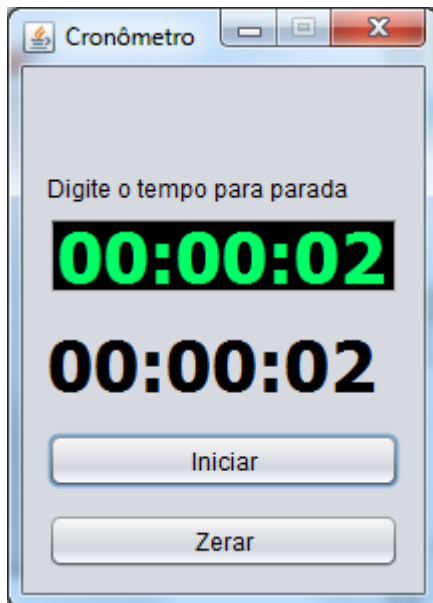 Cronômetro
Digite o tempo para parada
00:00:02
00:00:02
Iniciar
Zerar